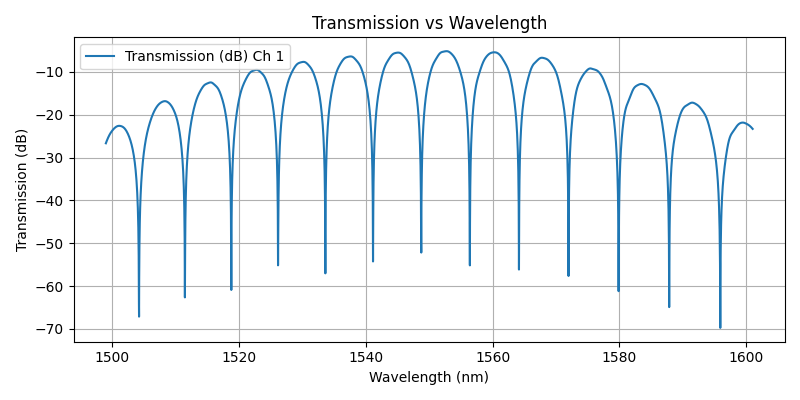 Transmission vs Wavelength
Transmission (dB) Ch 1
Transmission (dB)
−10
−20
−30
−40
−50
−60
−70
1500 1520 1540 1560 1580 1600
Wavelength (nm)